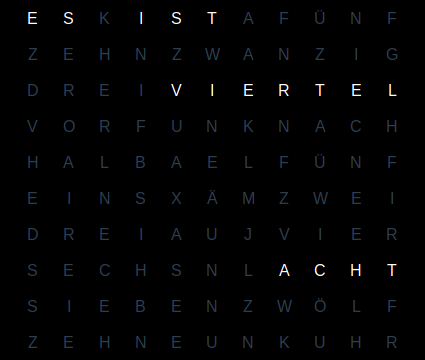 E S K I S T A F Ü N F
Z E H N Z W A N Z I G
D R E I V I E R T E L
V O R F U N K N A C H
H A L B A E L F Ü N F
E I N S X Ä M Z W E I
D R E I A U J V I E R
S E C H S N L A C H T
S I E B E N Z W Ö L F
Z E H N E U N K U H R